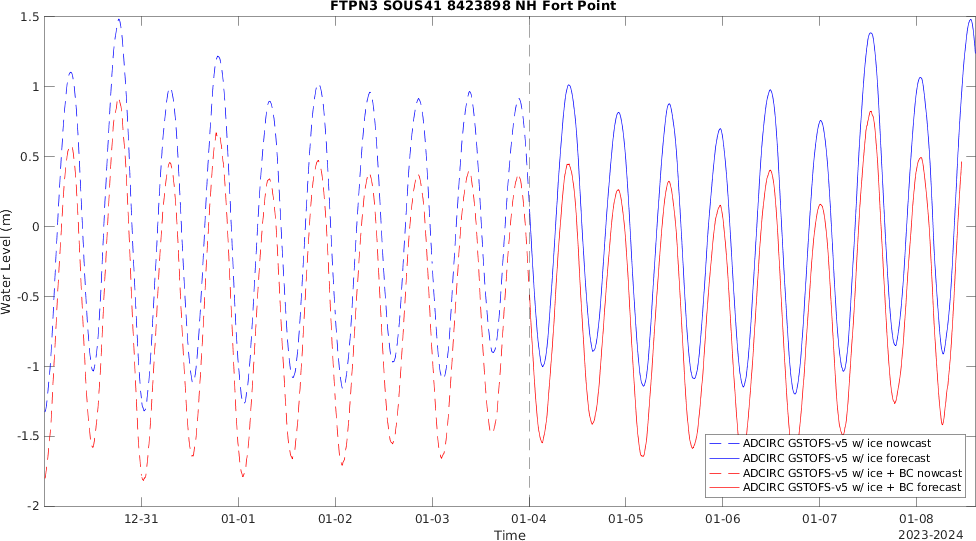 FTPN3 SOUS41 8423898 NH Fort Point
1.5
1
0.5
0
-0.5
-1
-1.5
-2
Water Level (m)
12-31
01-01
01-02
01-03
01-04
01-05
01-06
01-07
01-08
Time
2023-2024
ADCIRC GSTOFS-v5 w/ ice nowcast
ADCIRC GSTOFS-v5 w/ ice forecast
ADCIRC GSTOFS-v5 w/ ice + BC nowcast
ADCIRC GSTOFS-v5 w/ ice + BC forecast